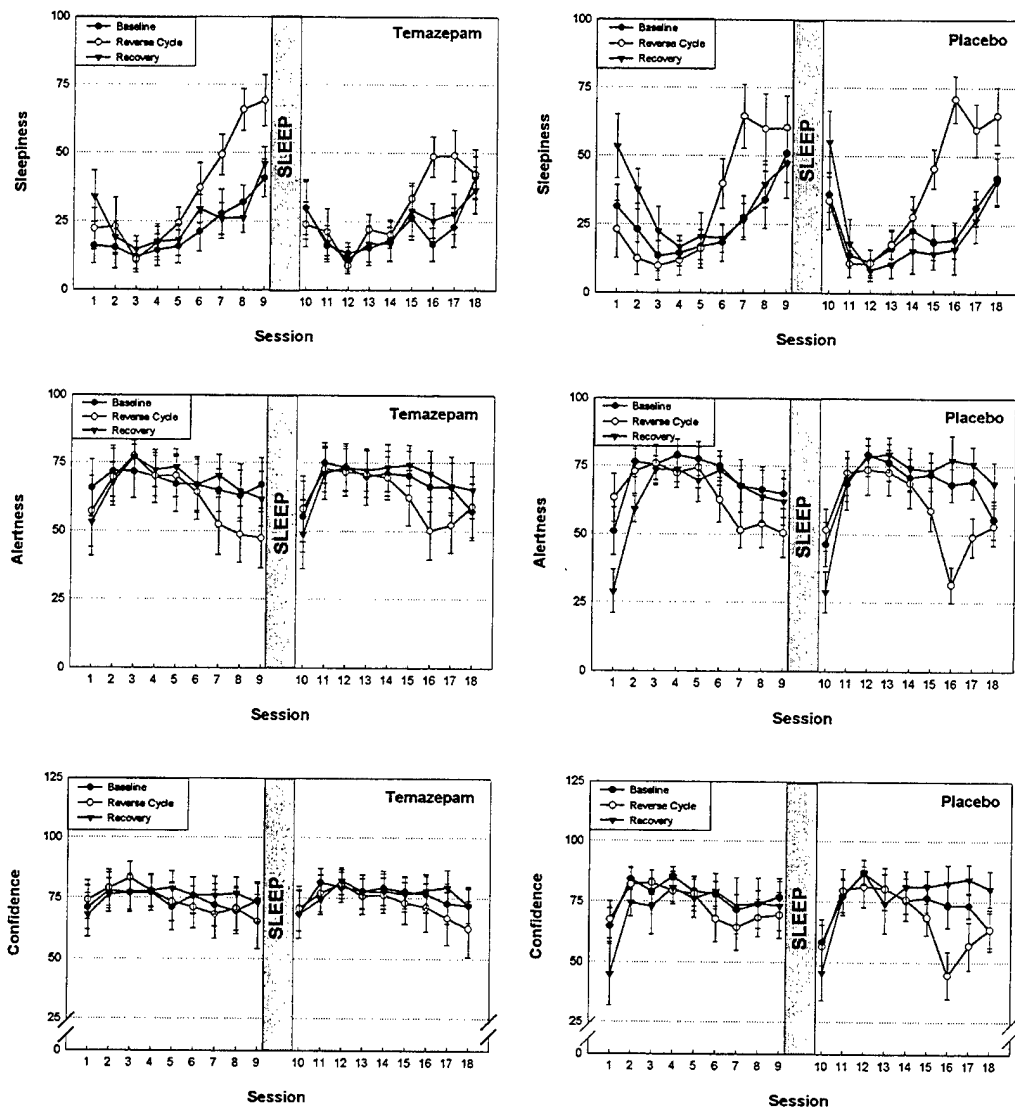 Temazepam
Baseline
Reverse Cycle
Recovery
Sleepiness
100
75
50
25
0
SLEEP
1 2 3 4 5 6 7 8 9 10 11 12 13 14 15 16 17 18
Session
Placebo
Baseline
Reverse Cycle
Recovery
Sleepiness
100
75
50
25
0
SLEEP
1 2 3 4 5 6 7 8 9 10 11 12 13 14 15 16 17 18
Session
Temazepam
Baseline
Reverse Cycle
Recovery
Alertness
100
75
50
25
0
SLEEP
1 2 3 4 5 6 7 8 9 10 11 12 13 14 15 16 17 18
Session
Placebo
Baseline
Reverse Cycle
Recovery
Alertness
100
75
50
25
0
SLEEP
1 2 3 4 5 6 7 8 9 10 11 12 13 14 15 16 17 18
Session
Temazepam
Baseline
Reverse Cycle
Recovery
Confidence
125
100
75
50
25
0
SLEEP
1 2 3 4 5 6 7 8 9 10 11 12 13 14 15 16 17 18
Session
Placebo
Baseline
Reverse Cycle
Recovery
Confidence
125
100
75
50
25
0
SLEEP
1 2 3 4 5 6 7 8 9 10 11 12 13 14 15 16 17 18
Session